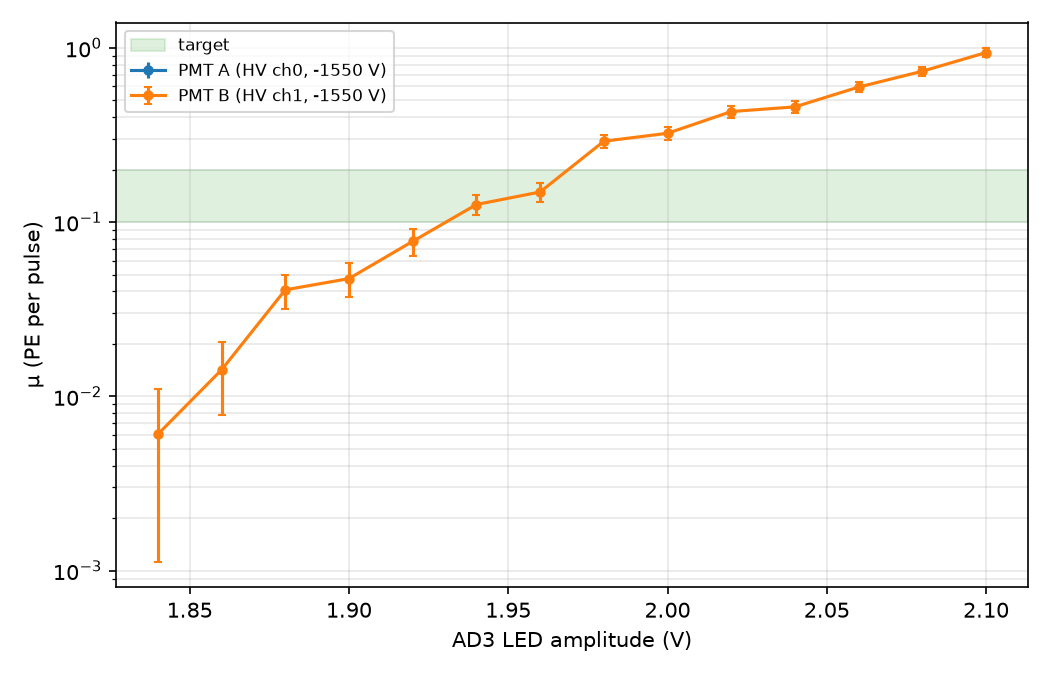 target
PMT A (HV ch0, -1550 V)
PMT B (HV ch1, -1550 V)
10⁰
10⁻¹
10⁻²
10⁻³
μ (PE per pulse)
1.85 1.90 1.95 2.00 2.05 2.10
AD3 LED amplitude (V)